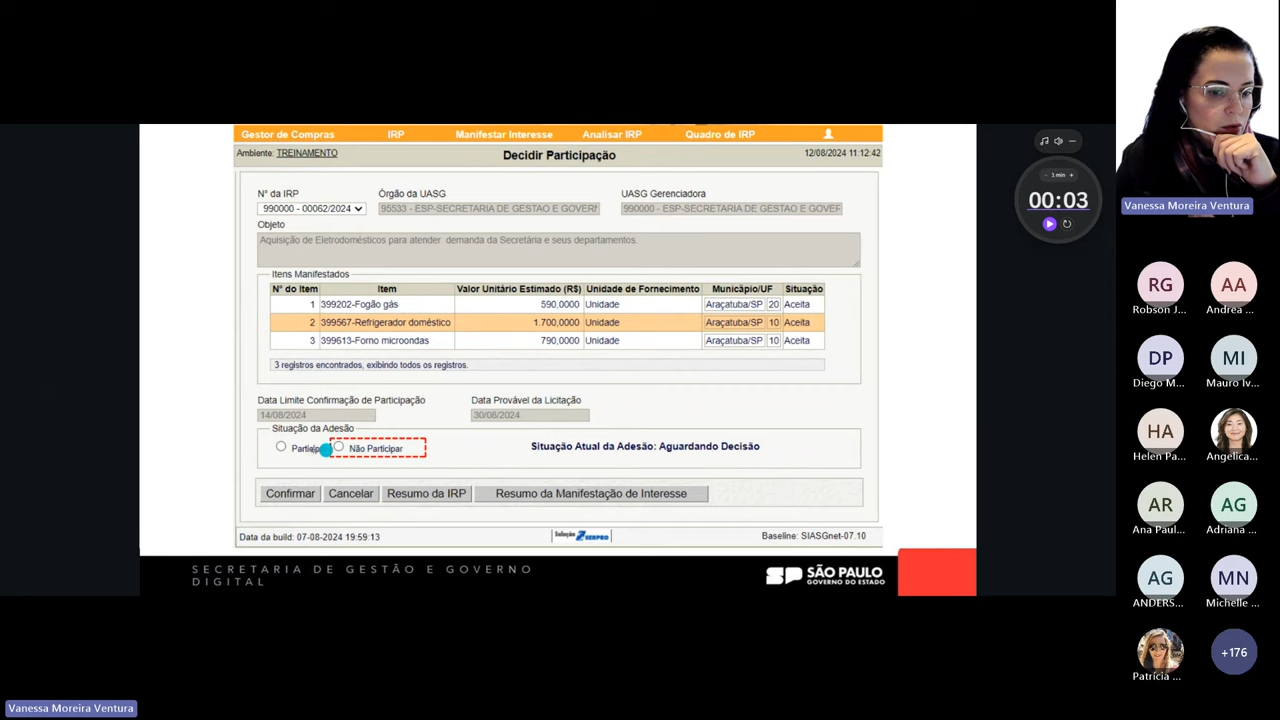 Gestor de Compras IRP Manifestar Interesse Analisar IRP Quadro de IRP
Ambiente: TREINAMENTO Decidir Participação 12/08/2024 11:12:42
N° da IRP Órgão da UASG UASG Gerenciadora
990000 - 00062/2024 95533 - ESP-SECRETARIA DE GESTAO E GOVERN 990000 - ESP-SECRETARIA DE GESTAO E GOVER
Objeto
Aquisição de Eletrodomésticos para atender demanda da Secretária e seus departamentos.
Itens Manifestados
N° do Item Item Valor Unitário Estimado (R$) Unidade de Fornecimento Município/UF Situação
1 399202-Fogão gás 590,0000 Unidade Araçatuba/SP 20 Aceita
2 399567-Refrigerador doméstico 1.700,0000 Unidade Araçatuba/SP 10 Aceita
3 399613-Forno microondas 790,0000 Unidade Araçatuba/SP 10 Aceita
3 registros encontrados, exibindo todos os registros.
Data Limite Confirmação de Participação Data Provável da Licitação
14/08/2024 30/08/2024
Situação da Adesão
Não Participar Situação Atual da Adesão: Aguardando Decisão
Confirmar Cancelar Resumo da IRP Resumo da Manifestação de Interesse
Data da build: 07-08-2024 19:59:13 Solução SERPRO Baseline: SIASGnet-07.10
SECRETARIA DE GESTÃO E GOVERNO
DIGITAL
SP SÃO PAULO
GOVERNO DO ESTADO
- 1 min +
00:03
Vanessa Moreira Ventura
RG AA
Robson J... Andrea ...
DP MI
Diego M... Mauro Iv...
HA
Helen Pa... Angelica...
AR AG
Ana Paul... Adriana ...
AG MN
ANDERS... Michelle ...
+176
Patrícia ...
Vanessa Moreira Ventura